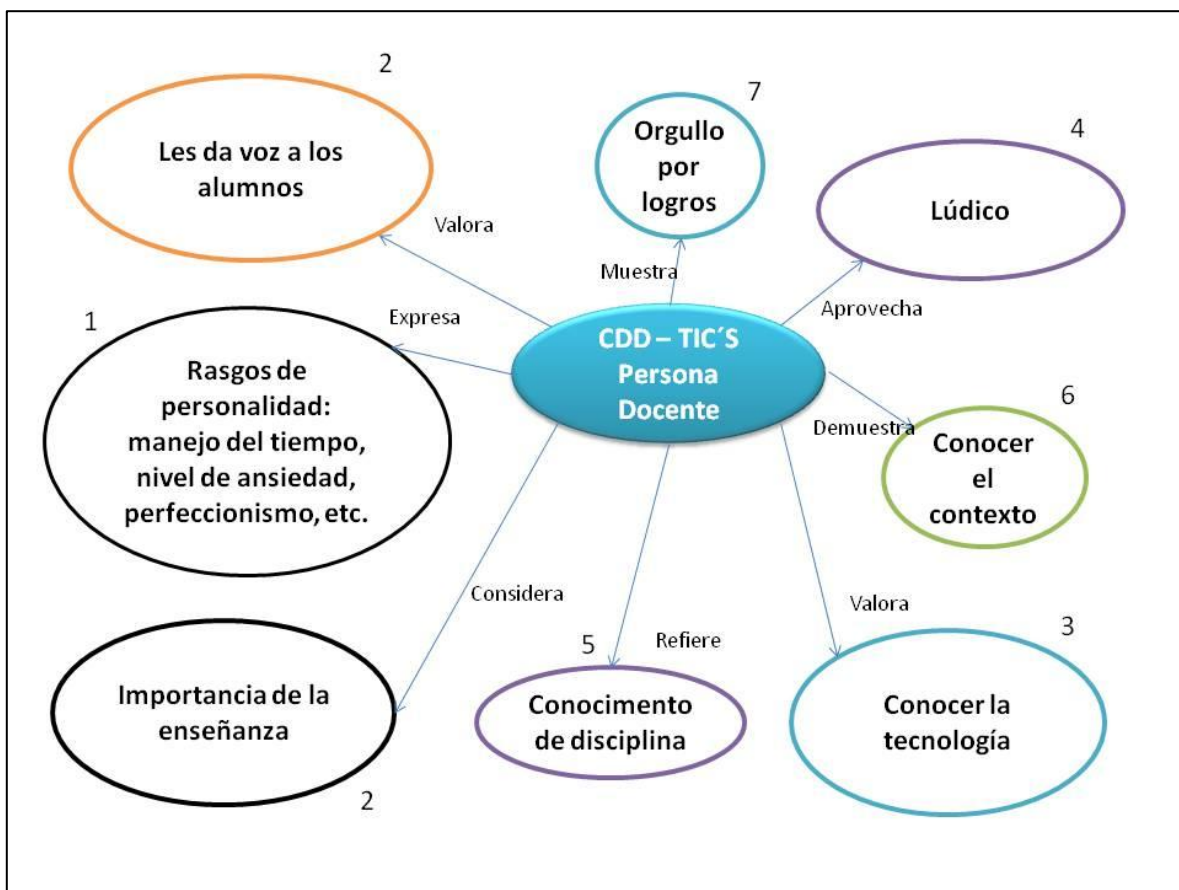 2
Les da voz a los
alumnos
Valora
7
Orgullo
por
logros
Muestra
4
Lúdico
Aprovecha
1
Expresa
Rasgos de
personalidad:
manejo del tiempo,
nivel de ansiedad,
perfeccionismo, etc.
CDD – TIC´S
Persona
Docente
6
Demuestra
Conocer
el
contexto
Considera
Importancia de la
enseñanza
2
5
Refiere
Conocimento
de disciplina
Valora
3
Conocer la
tecnología